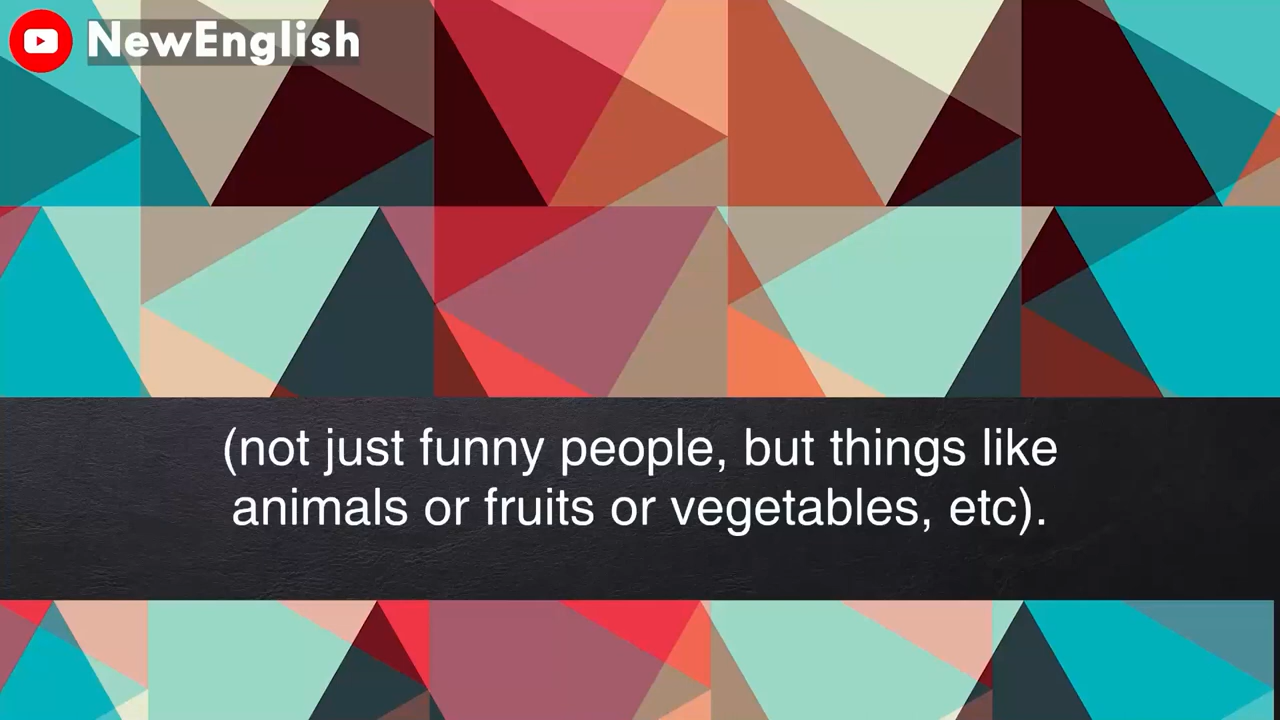 NewEnglish
(not just funny people, but things like
animals or fruits or vegetables, etc).